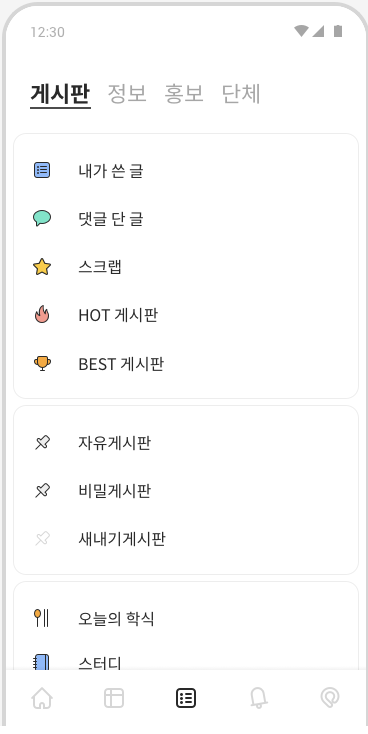 12:30
게시판 정보 홍보 단체
내가 쓴 글
댓글 단 글
스크랩
HOT 게시판
BEST 게시판
자유게시판
비밀게시판
새내기게시판
오늘의 학식
스터디